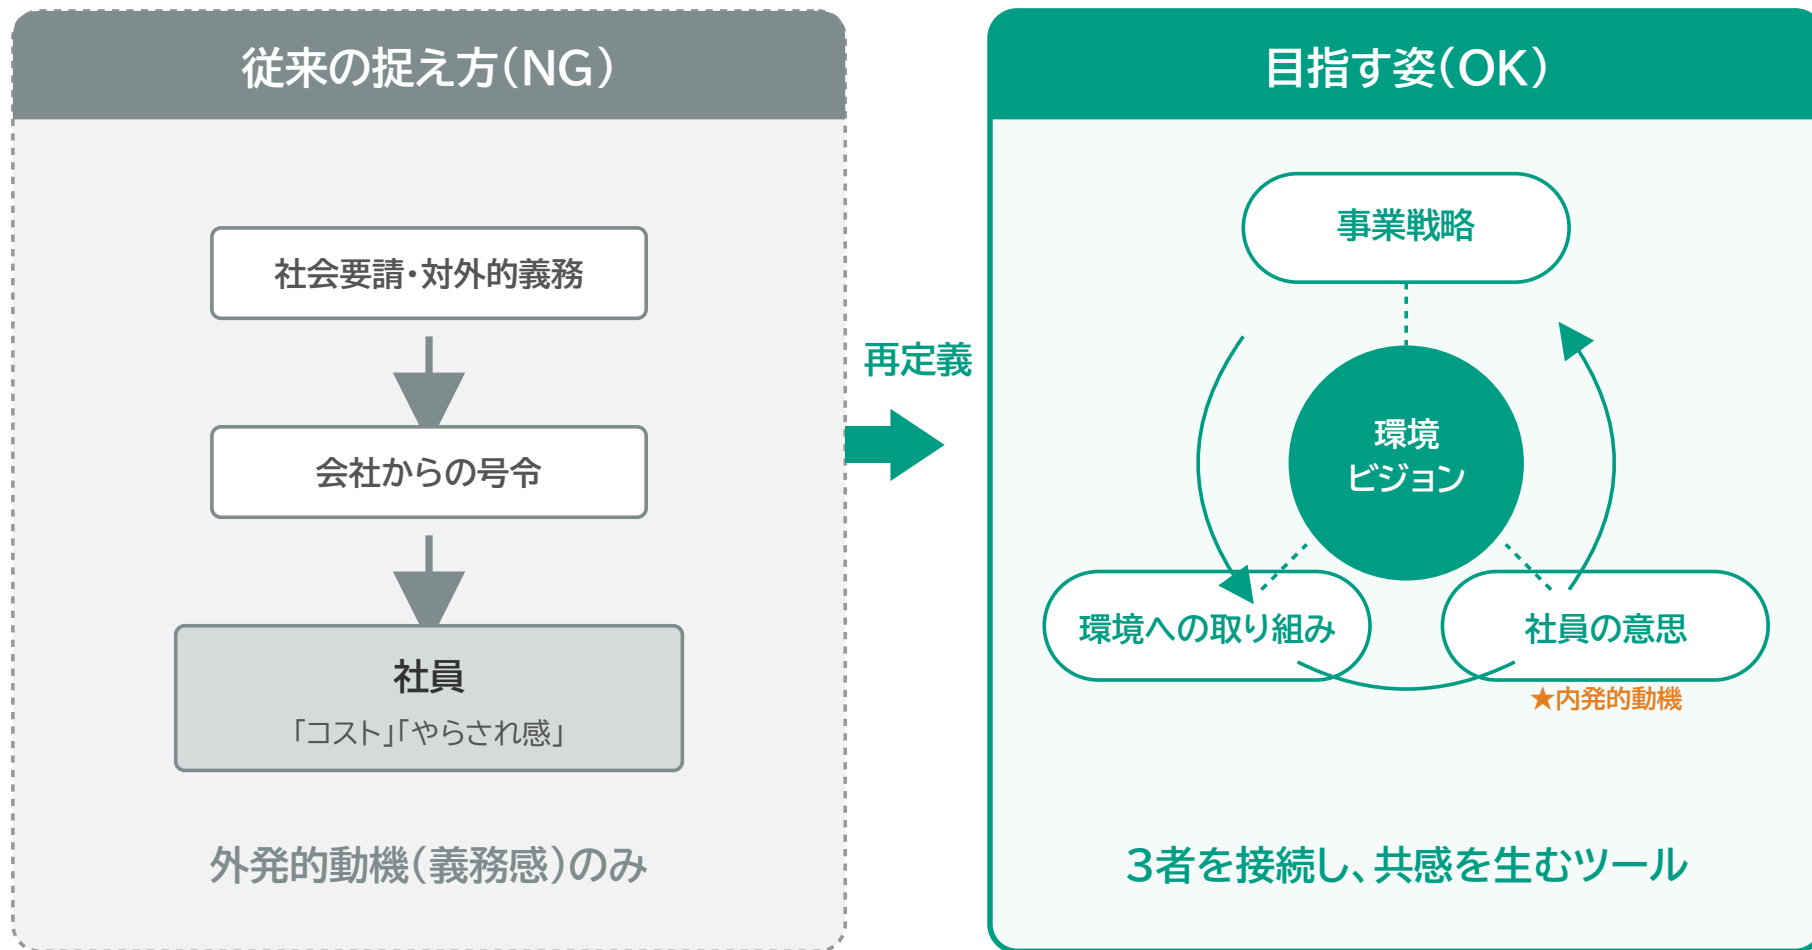 従来の捉え方(NG)
社会要請・対外的義務
会社からの号令
社員
「コスト」「やらされ感」
外発的動機(義務感)のみ
再定義
目指す姿(OK)
事業戦略
環境
ビジョン
環境への取り組み
社員の意思
★内発的動機
3者を接続し、共感を生むツール